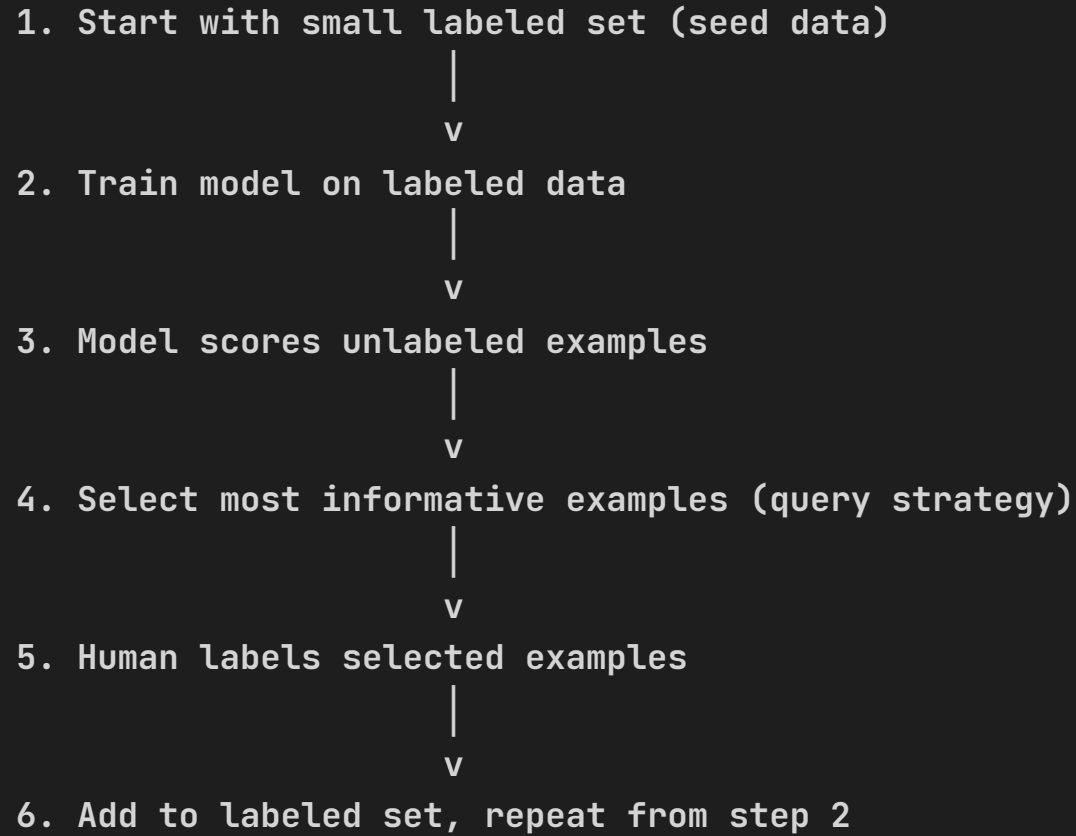 1. Start with small labeled set (seed data)
│
v
2. Train model on labeled data
│
v
3. Model scores unlabeled examples
│
v
4. Select most informative examples (query strategy)
│
v
5. Human labels selected examples
│
v
6. Add to labeled set, repeat from step 2